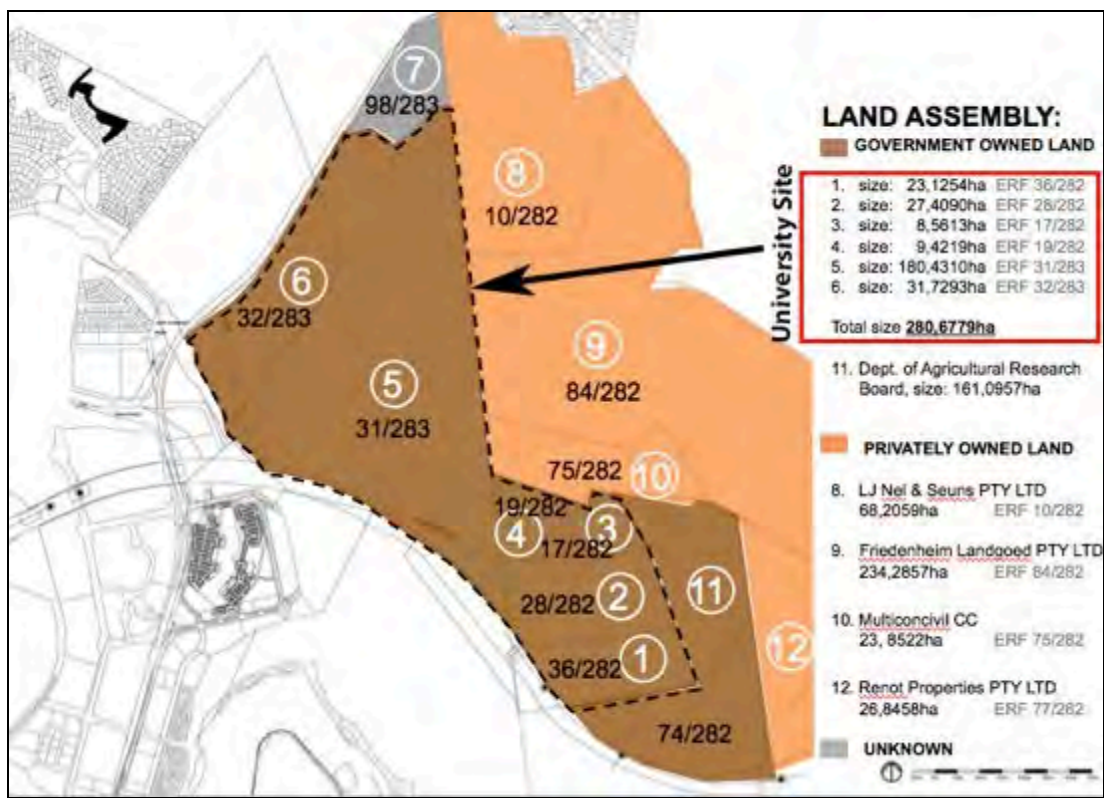 7
98/283
8
10/282
6
32/283
9
84/282
5
31/283
75/282
10
19/282
4
3
17/282
11
28/282
2
12
36/282
1
74/282
University Site
LAND ASSEMBLY:
GOVERNMENT OWNED LAND
1. size: 23,1254ha ERF 36/282
2. size: 27,4090ha ERF 28/282
3. size: 8,5613ha ERF 17/282
4. size: 9,4219ha ERF 19/282
5. size: 180,4310ha ERF 31/283
6. size: 31,7293ha ERF 32/283
Total size 280,6779ha
11. Dept. of Agricultural Research
Board, size: 161,0957ha
PRIVATELY OWNED LAND
8. LJ Nel & Seuns PTY LTD
68,2059ha ERF 10/282
9. Friedenheim Landgoed PTY LTD
234,2857ha ERF 84/282
10. Multiconcivil CC
23, 8522ha ERF 75/282
12. Renot Properties PTY LTD
26,8458ha ERF 77/282
UNKNOWN